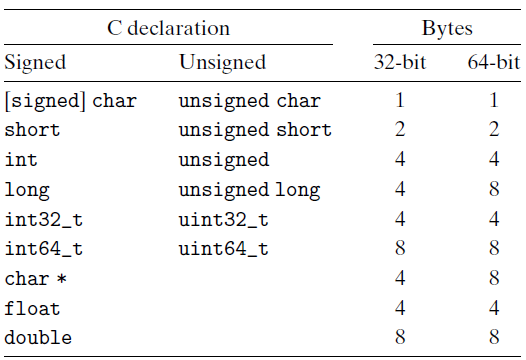 C declaration Bytes
Signed Unsigned 32-bit 64-bit
[signed] char unsigned char 1 1
short unsigned short 2 2
int unsigned 4 4
long unsigned long 4 8
int32_t uint32_t 4 4
int64_t uint64_t 8 8
char * 4 8
float 4 4
double 8 8